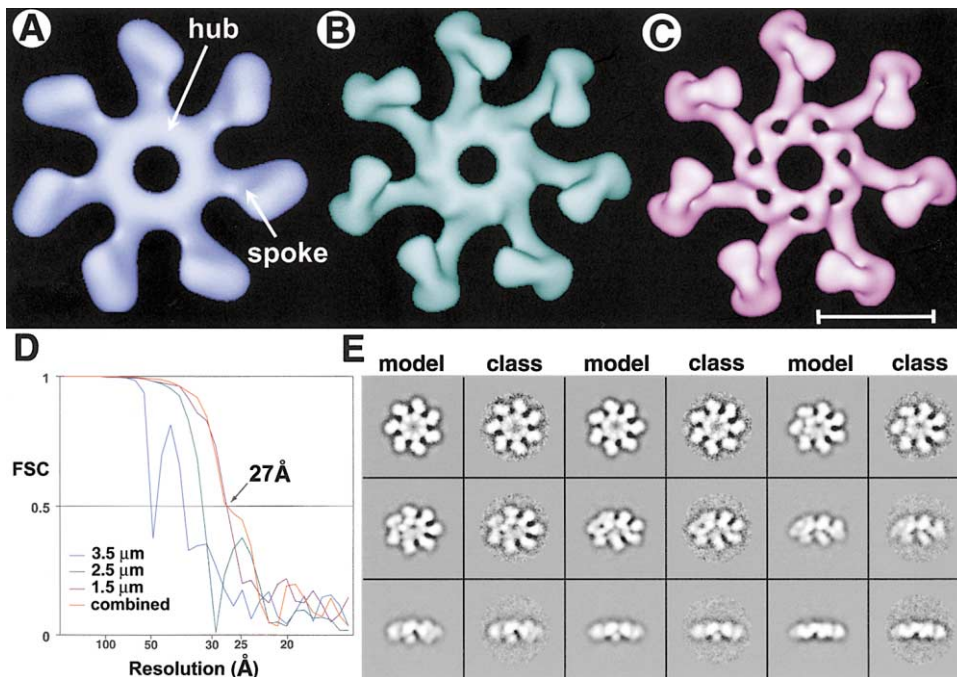 A
hub
spoke
B
C
D
1
FSC
0.5
27Å
3.5 μm
2.5 μm
1.5 μm
combined
0
100 50 30 25 20
Resolution (Å)
E
model class model class model class